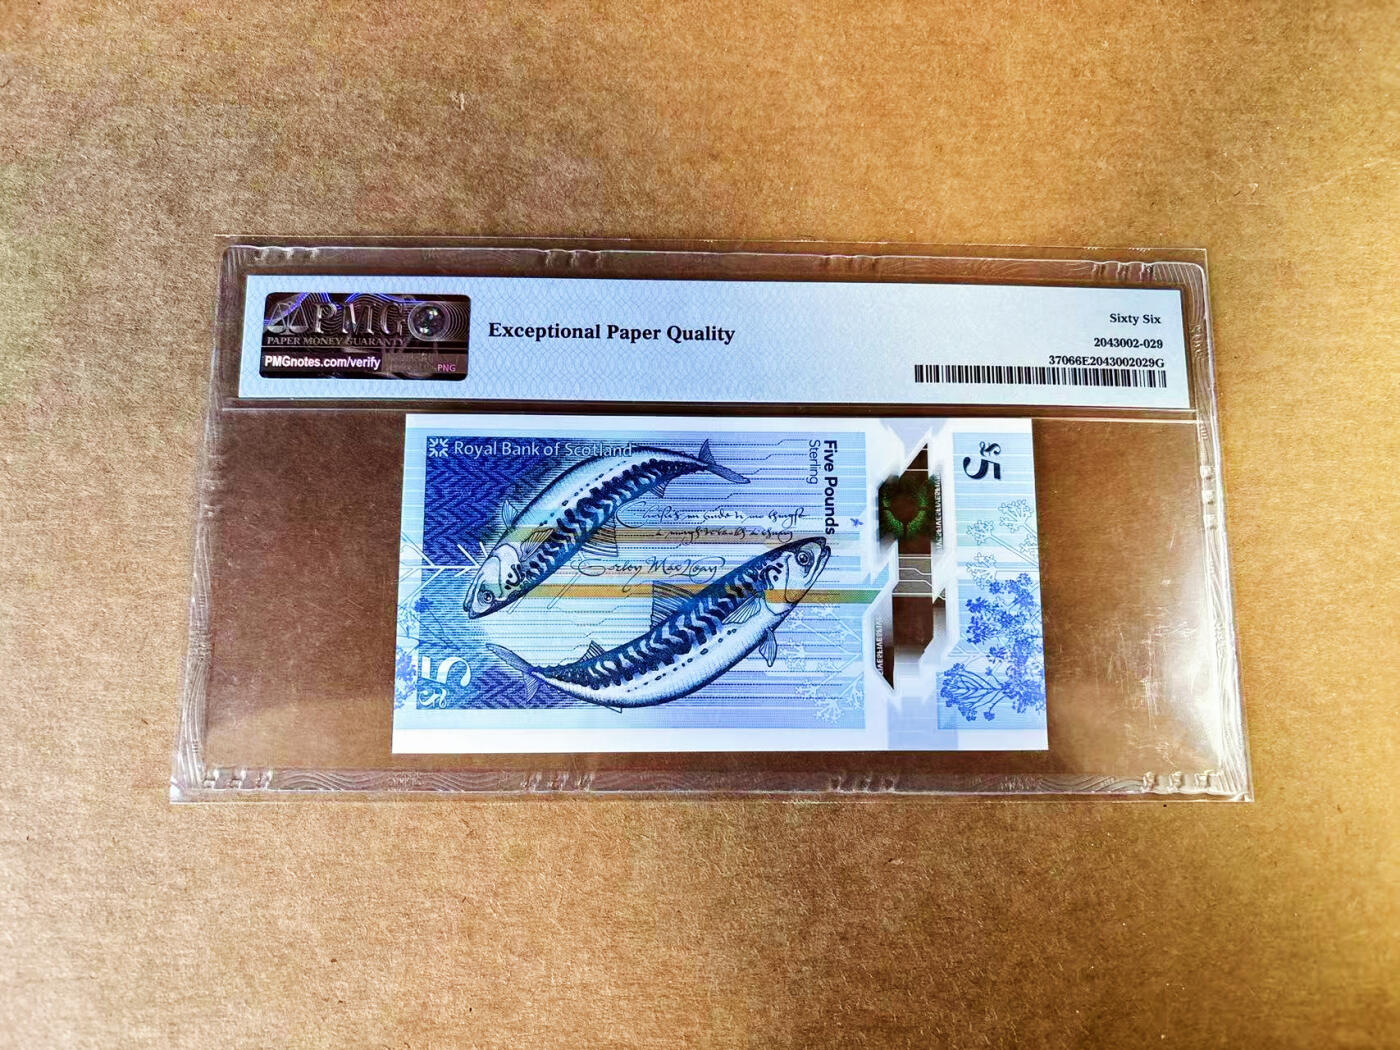 PMG
PAPER MONEY GUARANTY
PMGnotes.com/verify
PNG
Exceptional Paper Quality
Sixty Six
2043002-029
37066E2043002029G
Royal Bank of Scotland
Five Pounds
Sterling
£5
£5